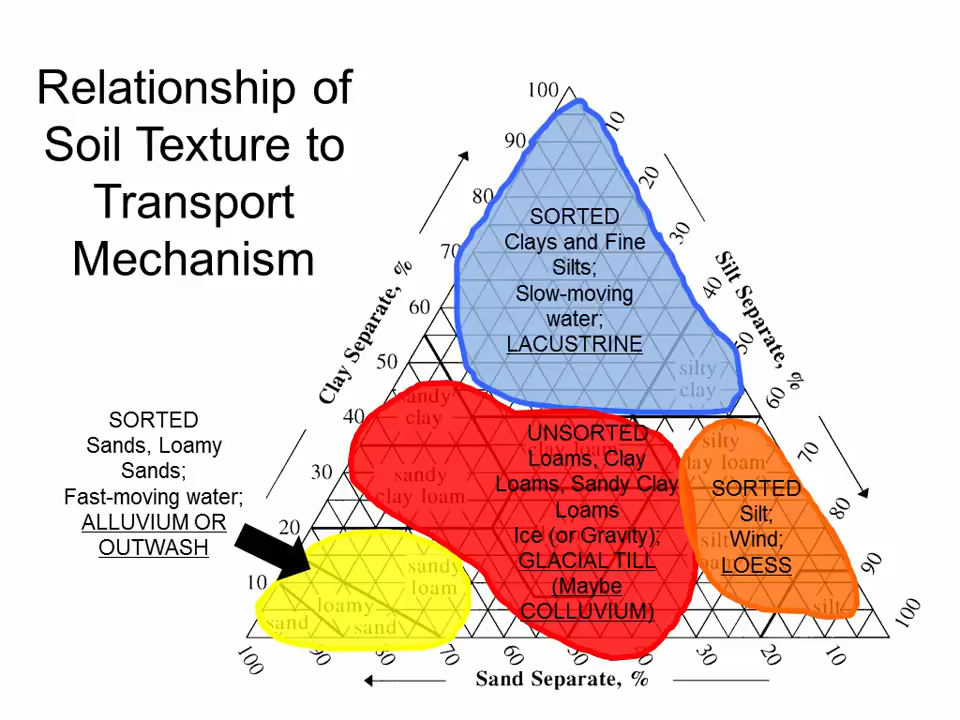 Relationship of
Soil Texture to
Transport
Mechanism
100
90
80
70
60
50
40
30
20
10
Clay Separate, %
10
20
30
40
50
60
70
80
90
100
Silt Separate, %
100
90
80
70
60
50
40
30
20
10
Sand Separate, %
SORTED
Clays and Fine
Silts;
Slow-moving
water;
LACUSTRINE
silty
clay
SORTED
Sands, Loamy
Sands;
Fast-moving water;
ALLUVIUM OR
OUTWASH
sandy
clay
sandy
clay loam
clay loam
UNSORTED
Loams, Clay
Loams, Sandy Clay
Loams
Ice (or Gravity);
GLACIAL TILL
(Maybe
COLLUVIUM)
silty
clay loam
SORTED
Silt;
Wind;
LOESS
silt
sandy
loam
loamy
sand
sand